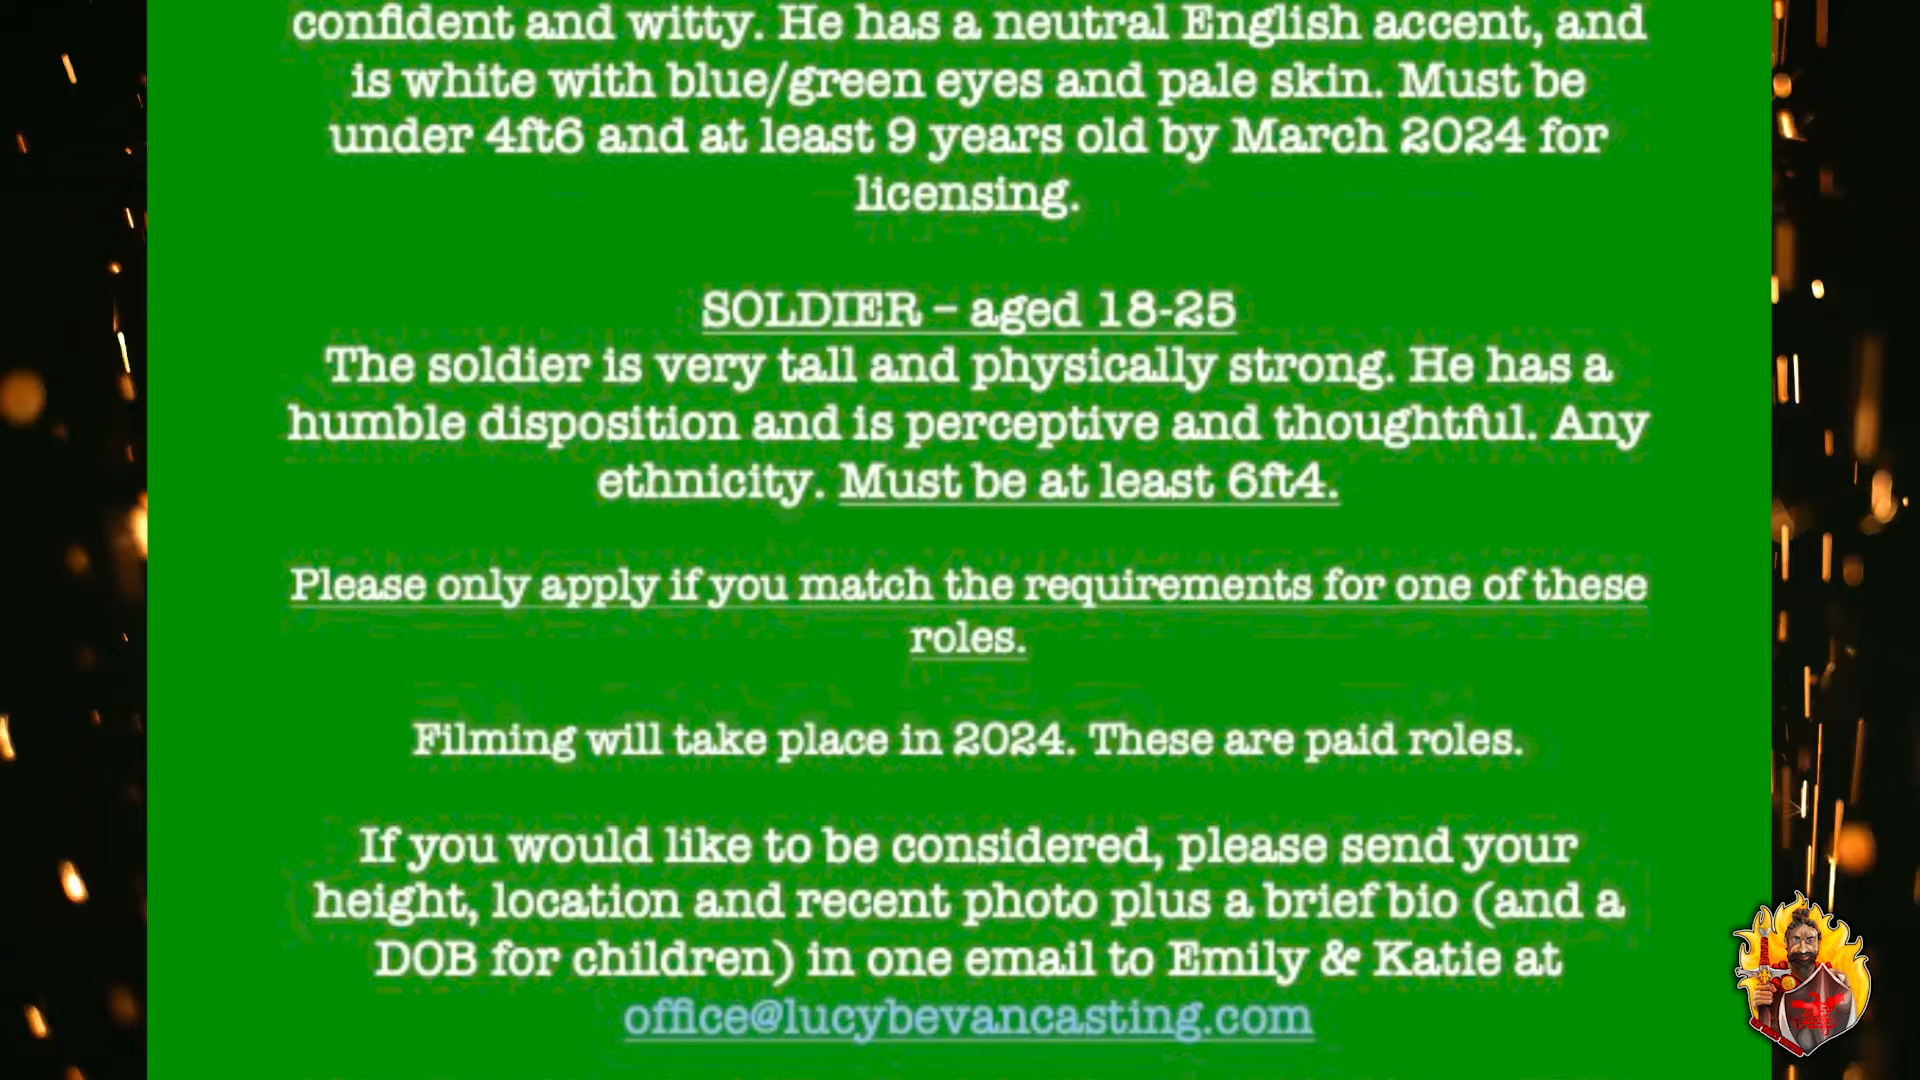 confident and witty. He has a neutral English accent, and
is white with blue/green eyes and pale skin. Must be
under 4ft6 and at least 9 years old by March 2024 for
licensing.
SOLDIER – aged 18-25
The soldier is very tall and physically strong. He has a
humble disposition and is perceptive and thoughtful. Any
ethnicity. Must be at least 6ft4.
Please only apply if you match the requirements for one of these
roles.
Filming will take place in 2024. These are paid roles.
If you would like to be considered, please send your
height, location and recent photo plus a brief bio (and a
DOB for children) in one email to Emily & Katie at
office@lucybevancasting.com